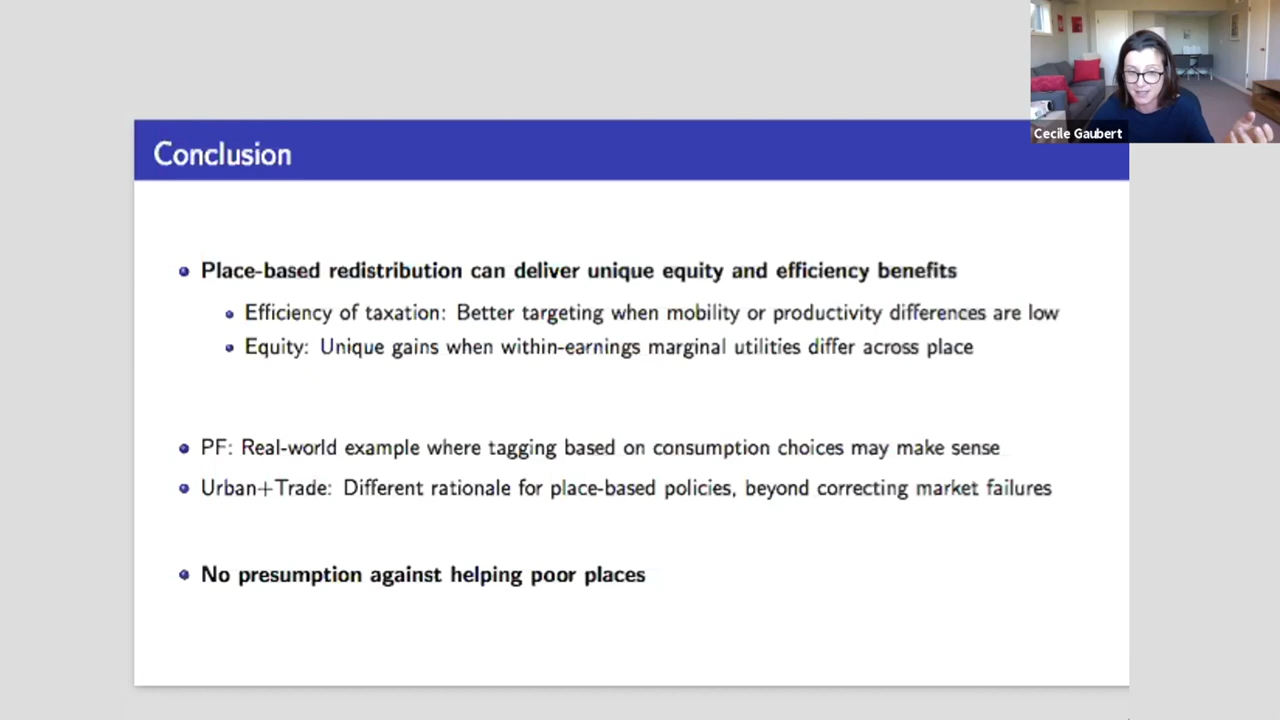 Cecile Gaubert
Conclusion
Place-based redistribution can deliver unique equity and efficiency benefits
Efficiency of taxation: Better targeting when mobility or productivity differences are low
Equity: Unique gains when within-earnings marginal utilities differ across place
PF: Real-world example where tagging based on consumption choices may make sense
Urban+Trade: Different rationale for place-based policies, beyond correcting market failures
No presumption against helping poor places